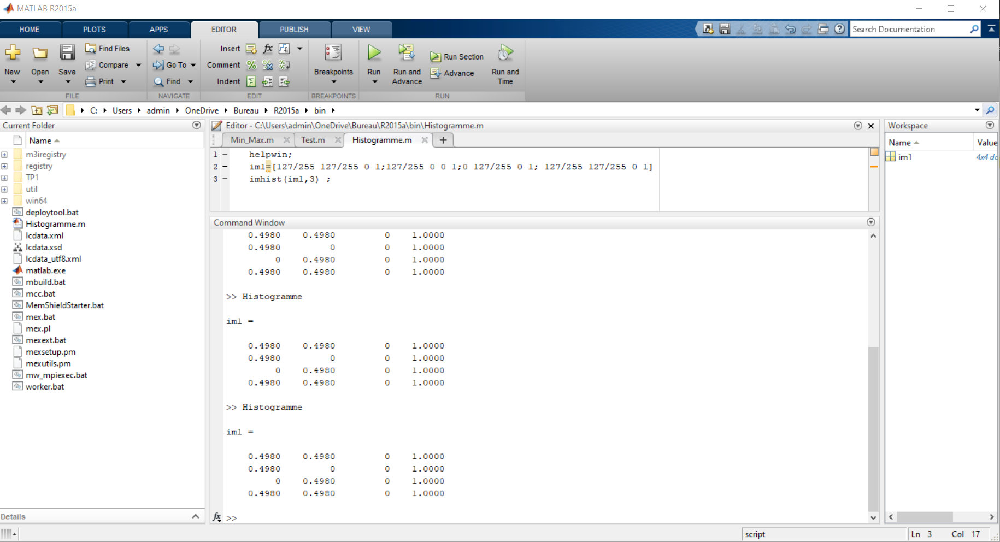 MATLAB R2015a
HOME PLOTS APPS EDITOR PUBLISH VIEW
Search Documentation
New
Open
Save
Find Files
Compare
Print
FILE
Go To
Find
NAVIGATE
Insert fx
Comment
Indent
EDIT
Breakpoints
BREAKPOINTS
Run
Run and Advance
Run Section
Advance
Run and Time
RUN
C: Users admin OneDrive Bureau R2015a bin
Current Folder
Name
m3iregistry
registry
TP1
util
win64
deploytool.bat
Histogramme.m
lcdata.xml
lcdata.xsd
lcdata_utf8.xml
matlab.exe
mbuild.bat
mcc.bat
MemShieldStarter.bat
mex.bat
mex.pl
mexext.bat
mexsetup.pm
mexutils.pm
mw_mpiexec.bat
worker.bat
Details
Editor - C:\Users\admin\OneDrive\Bureau\R2015a\bin\Histogramme.m
Min_Max.m Test.m Histogramme.m
1 – helpwin;
2 – im1=[127/255 127/255 0 1;127/255 0 0 1;0 127/255 0 1; 127/255 127/255 0 1]
3 – imhist(im1,3) ;
Command Window
0.4980 0.4980 0 1.0000
0.4980 0 0 1.0000
0 0.4980 0 1.0000
0.4980 0.4980 0 1.0000
>> Histogramme
im1 =
0.4980 0.4980 0 1.0000
0.4980 0 0 1.0000
0 0.4980 0 1.0000
0.4980 0.4980 0 1.0000
>> Histogramme
im1 =
0.4980 0.4980 0 1.0000
0.4980 0 0 1.0000
0 0.4980 0 1.0000
0.4980 0.4980 0 1.0000
fx >>
Workspace
Name Value
im1 4x4 do
script
Ln 3 Col 17